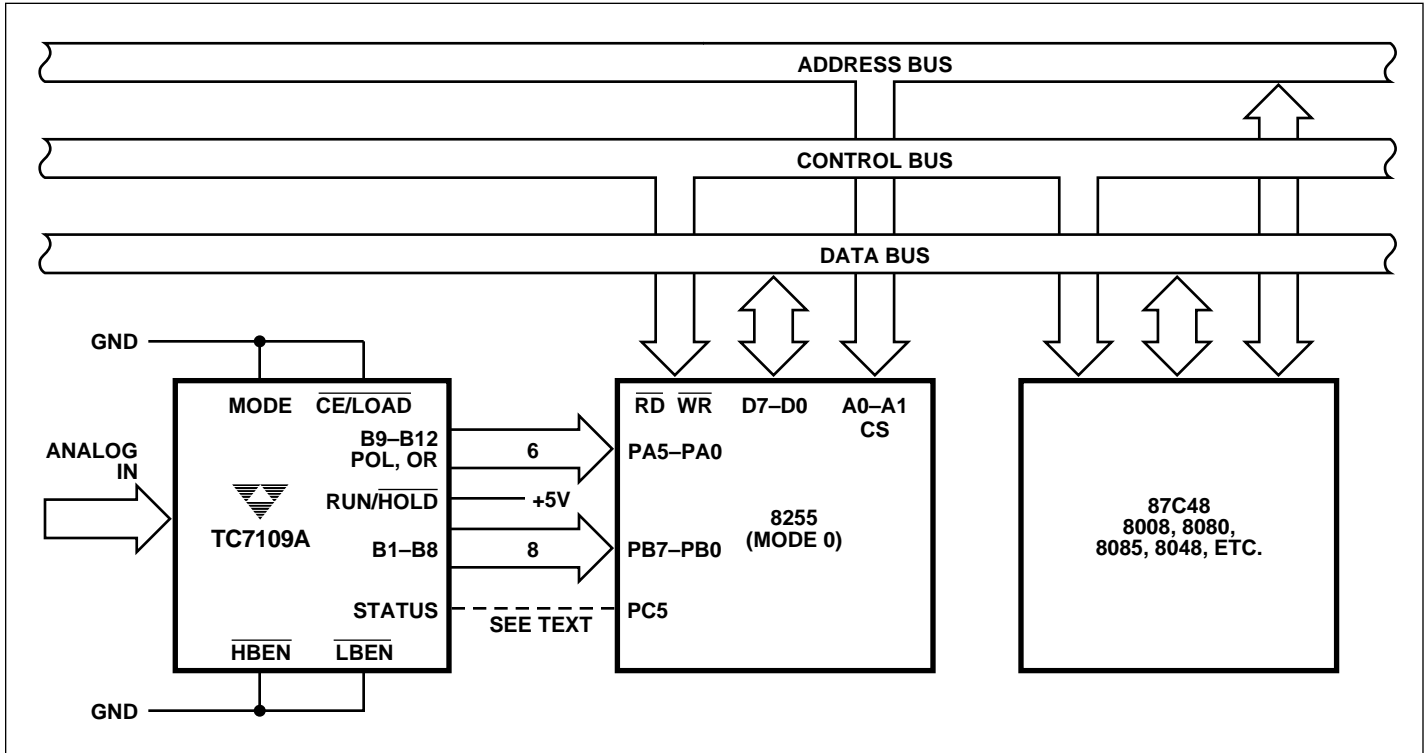 ADDRESS BUS
CONTROL BUS
DATA BUS
GND
MODE CE/LOAD
B9–B12
POL, OR
6
ANALOG
IN
RUN/HOLD
+5V
TC7109A
B1–B8
8
STATUS
SEE TEXT
HBEN LBEN
GND
RD WR D7–D0 A0–A1
CS
PA5–PA0
8255
(MODE 0)
PB7–PB0
PC5
87C48
8008, 8080,
8085, 8048, ETC.